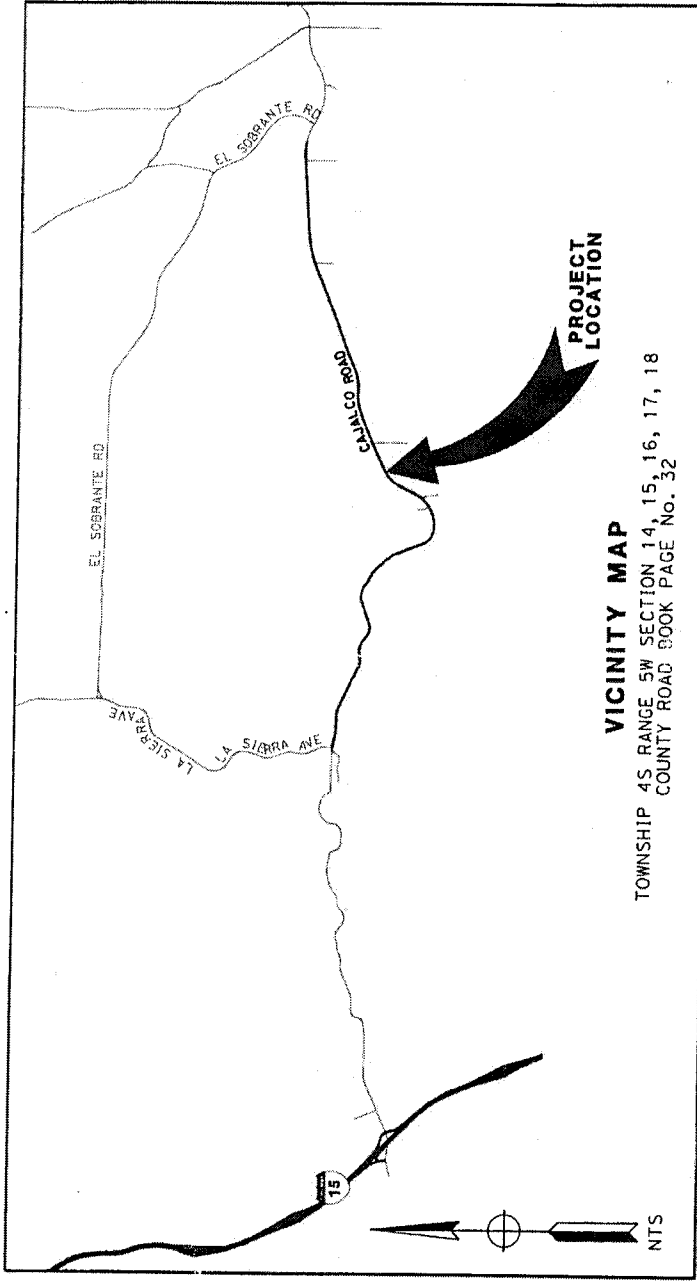 EL SOBRANTE RD
EL SOBRANTE RD
LA SIERRA
AVE
LA SIERRA AVE
CAJALCO ROAD
PROJECT
LOCATION
15
NTS
VICINITY MAP
TOWNSHIP 4S RANGE 5W SECTION 14, 15, 16, 17, 18
COUNTY ROAD BOOK PAGE No. 32